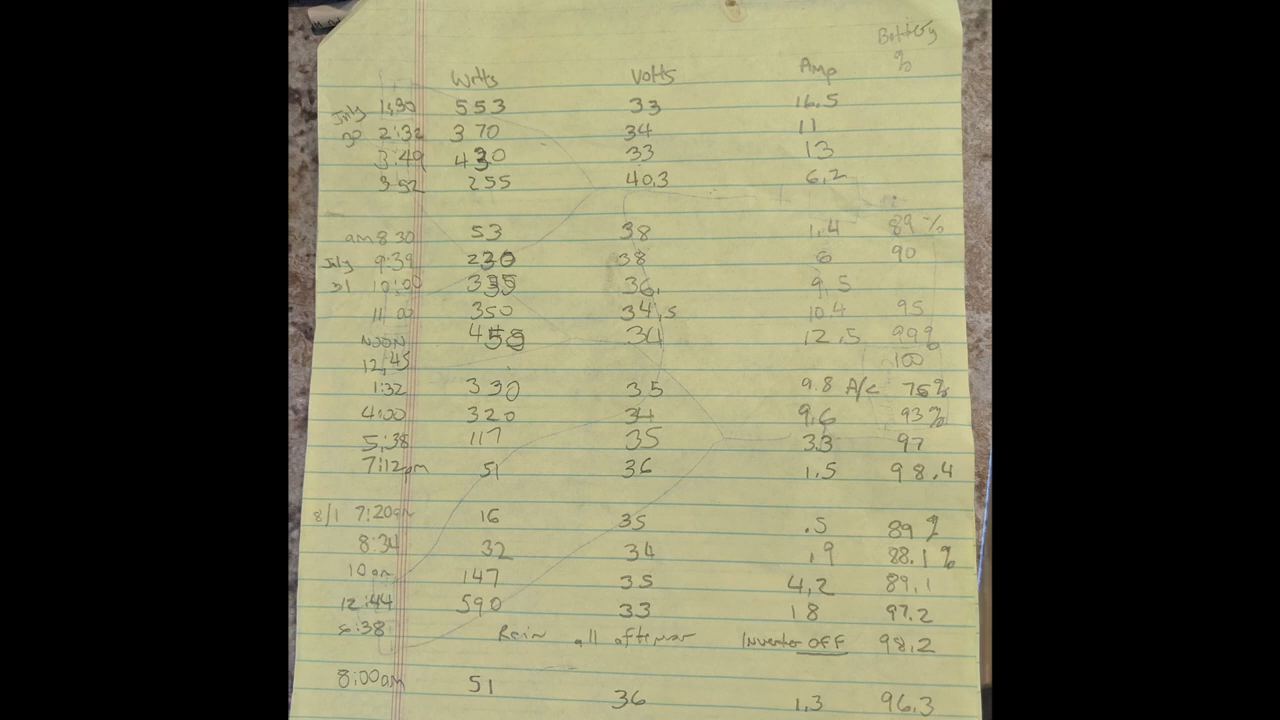 Battery
Watts Volts Amp %
July 1:30 553 33 16.5
30 2:32 370 34 11
3:49 430 33 13
3:52 255 40.3 6.2
am 8:30 53 38 1.4 89%
July 9:39 230 38 6 90
31 10:00 335 36. 9.5
11:00 350 34.5 10.4 95
NOON 455 34 12.5 99%
12:45 100
1:32 330 35 9.8 A/c 76%
4:00 320 34 9.6 93%
5:38 117 35 3.3 97
7:12pm 51 36 1.5 98.4
8/1 7:20am 16 35 .5 89%
8:34 32 34 .9 88.1%
10am 147 35 4.2 89.1
12:44 590 33 18 97.2
:38 Rain all afternoon Inverter OFF 98.2
8:00am 51 36 1.3 96.3